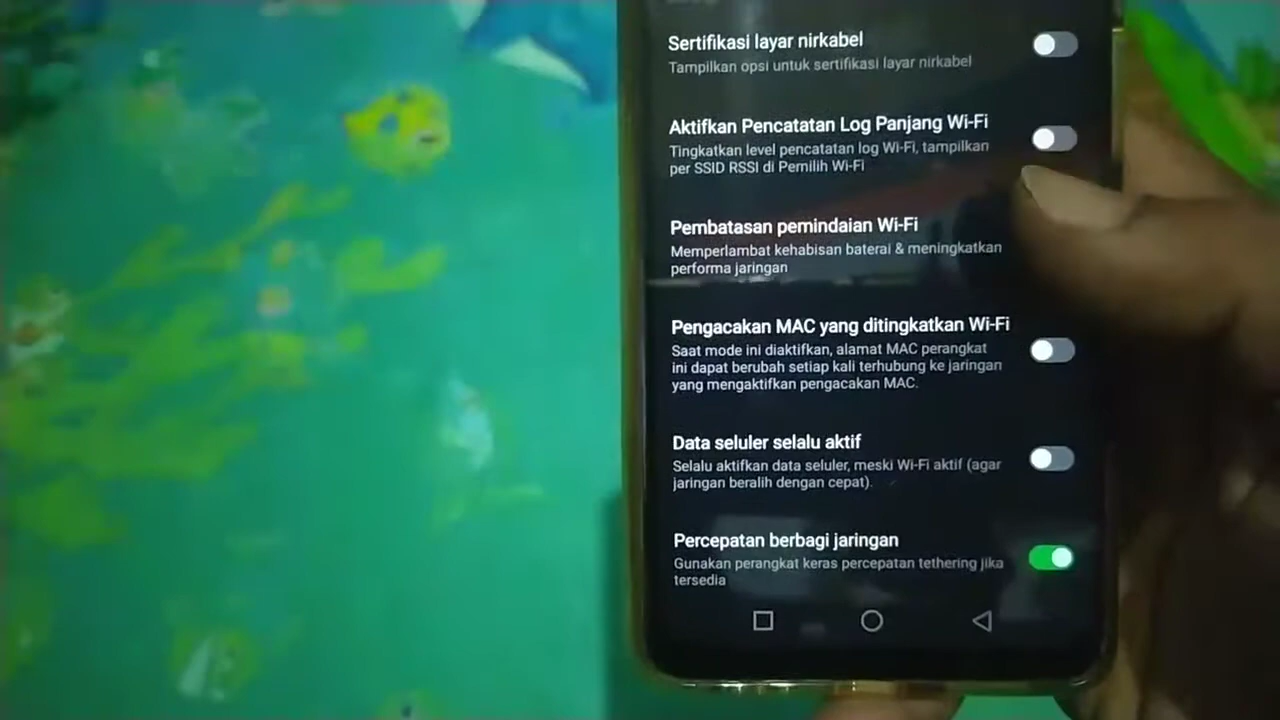 Sertifikasi layar nirkabel
Tampilkan opsi untuk sertifikasi layar nirkabel
Aktifkan Pencatatan Log Panjang Wi-Fi
Tingkatkan level pencatatan log Wi-Fi, tampilkan
per SSID RSSI di Pemilih Wi-Fi
Pembatasan pemindaian Wi-Fi
Memperlambat kehabisan baterai & meningkatkan
performa jaringan
Pengacakan MAC yang ditingkatkan Wi-Fi
Saat mode ini diaktifkan, alamat MAC perangkat
ini dapat berubah setiap kali terhubung ke jaringan
yang mengaktifkan pengacakan MAC.
Data seluler selalu aktif
Selalu aktifkan data seluler, meski Wi-Fi aktif (agar
jaringan beralih dengan cepat).
Percepatan berbagi jaringan
Gunakan perangkat keras percepatan tethering jika
tersedia